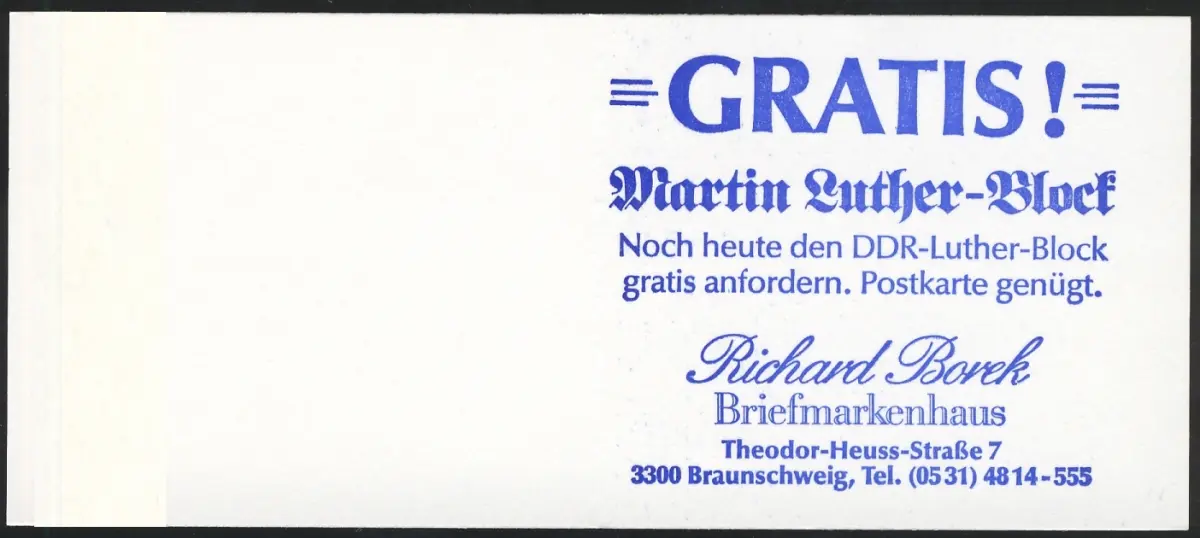 GRATIS!
Martin Luther-Block
Noch heute den DDR-Luther-Block
gratis anfordern. Postkarte genügt.
Richard Borek
Briefmarkenhaus
Theodor-Heuss-Straße 7
3300 Braunschweig, Tel. (0531) 4814-555